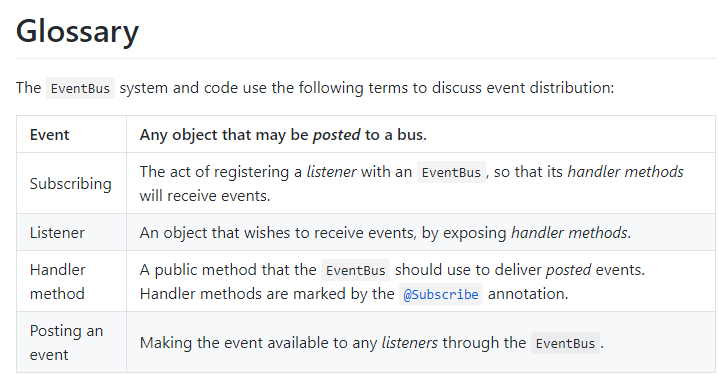 Glossary
The EventBus system and code use the following terms to discuss event distribution:
Event Any object that may be posted to a bus.
Subscribing The act of registering a listener with an EventBus, so that its handler methods
will receive events.
Listener An object that wishes to receive events, by exposing handler methods.
Handler method A public method that the EventBus should use to deliver posted events.
Handler methods are marked by the @Subscribe annotation.
Posting an event Making the event available to any listeners through the EventBus.